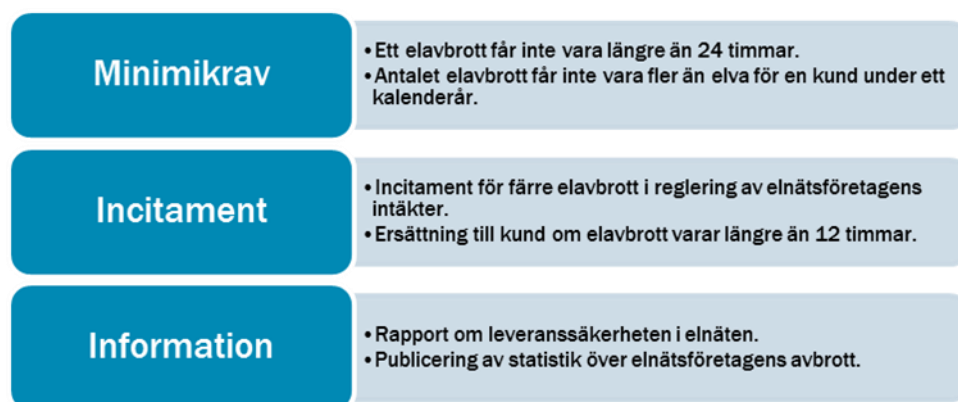 Minimikrav
•Ett elavbrott får inte vara längre än 24 timmar.
•Antalet elavbrott får inte vara fler än elva för en kund under ett
kalenderår.
Incitament
•Incitament för färre elavbrott i reglering av elnätsföretagens
intäkter.
•Ersättning till kund om elavbrott varar längre än 12 timmar.
Information
•Rapport om leveranssäkerheten i elnäten.
•Publicering av statistik över elnätsföretagens avbrott.